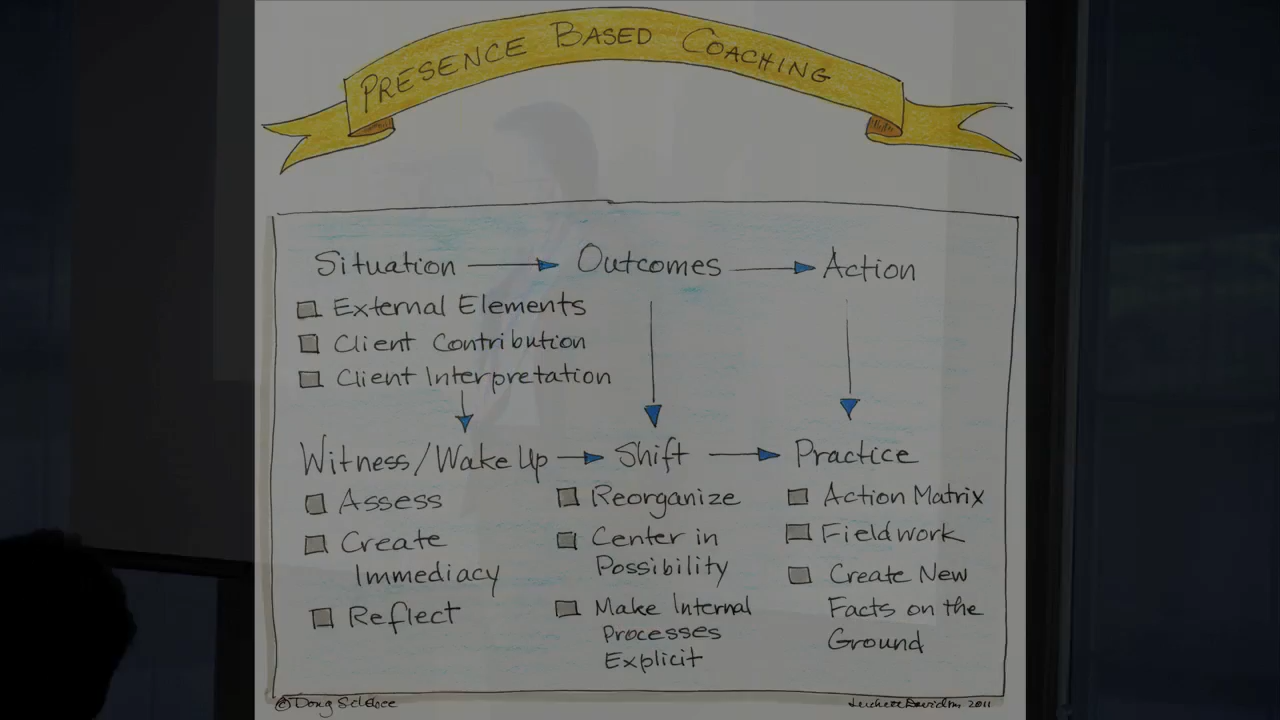 PRESENCE BASED COACHING
Situation → Outcomes → Action
External Elements
Client Contribution
Client Interpretation
Witness/Wake Up → Shift → Practice
Assess
Create
Immediacy
Reflect
Reorganize
Center in
Possibility
Make Internal
Processes
Explicit
Action Matrix
Fieldwork
Create New
Facts on the
Ground
© Doug
2011